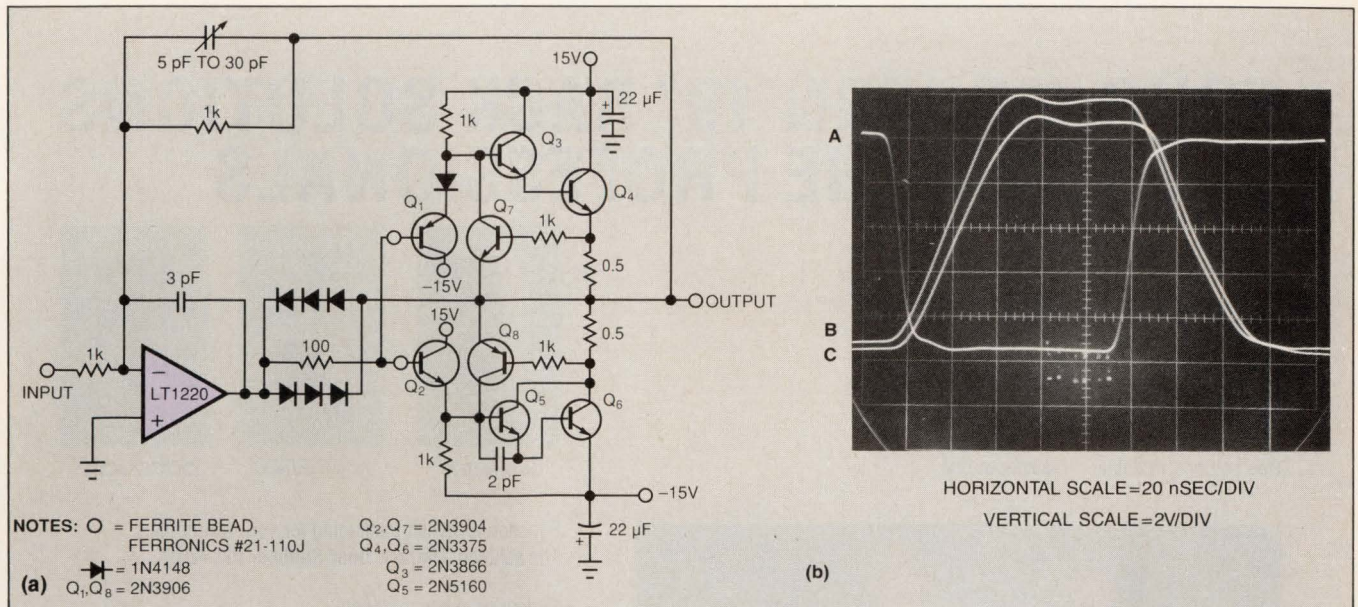 5 pF TO 30 pF
1k
3 pF
1k
INPUT
−
+
LT1220
100
15V
22 µF
+
1k
Q3
Q4
Q1
Q7
1k
−15V
0.5
OUTPUT
15V
Q8
0.5
1k
Q2
Q5
Q6
1k
2 pF
−15V
22 µF
+
NOTES: = FERRITE BEAD,
FERRONICS #21-110J
= 1N4148
Q1,Q8 = 2N3906
Q2,Q7 = 2N3904
Q4,Q6 = 2N3375
Q3 = 2N3866
Q5 = 2N5160
(a)
A
B
C
HORIZONTAL SCALE=20 nSEC/DIV
VERTICAL SCALE=2V/DIV
(b)